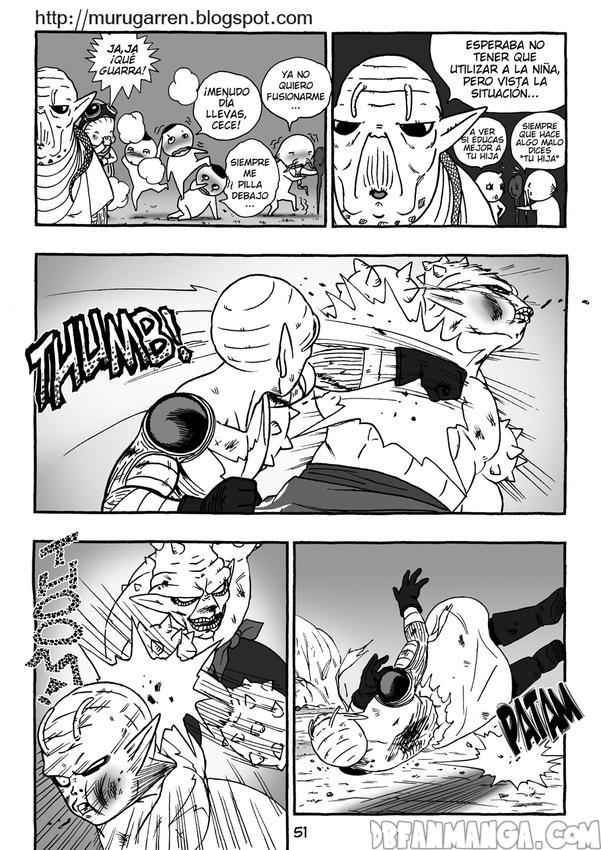 http://murugarren.blogspot.com
JA,JA
¡QUÉ
GUARRA!
¡MENUDO
DÍA
LLEVAS,
CECE!
YA NO
QUIERO
FUSIONARME
...
SIEMPRE
ME
PILLA
DEBAJO
...
ESPERABA NO
TENER QUE
UTILIZAR A LA NIÑA,
PERO VISTA LA
SITUACIÓN...
A VER
SI EDUCAS
MEJOR A
TU HIJA
SIEMPRE
QUE HACE
ALGO MALO
DICES
"TU HIJA"
THUMB!
TYOOM!
PATAM
51
DBFANMANGA.COM